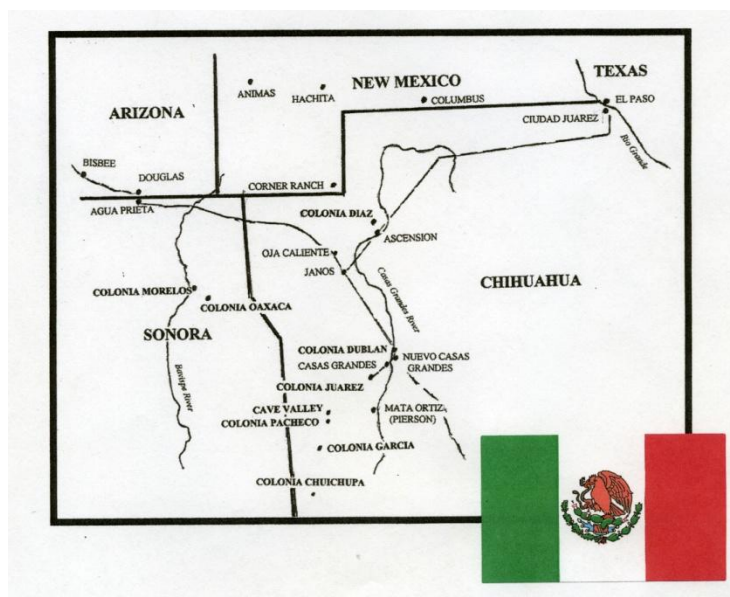 TEXAS
NEW MEXICO
ANIMAS
HACHITA
COLUMBUS
EL PASO
ARIZONA
CIUDAD JUAREZ
Rio Grande
BISBEE
DOUGLAS
CORNER RANCH
AGUA PRIETA
COLONIA DIAZ
ASCENSION
OJA CALIENTE
JANOS
Casas Grandes River
CHIHUAHUA
COLONIA MORELOS
COLONIA OAXACA
SONORA
COLONIA DUBLAN
NUEVO CASAS
GRANDES
CASAS GRANDES
Bavispe River
COLONIA JUAREZ
CAVE VALLEY
MATA ORTIZ
(PIERSON)
COLONIA PACHECO
COLONIA GARCIA
COLONIA CHUICHUPA